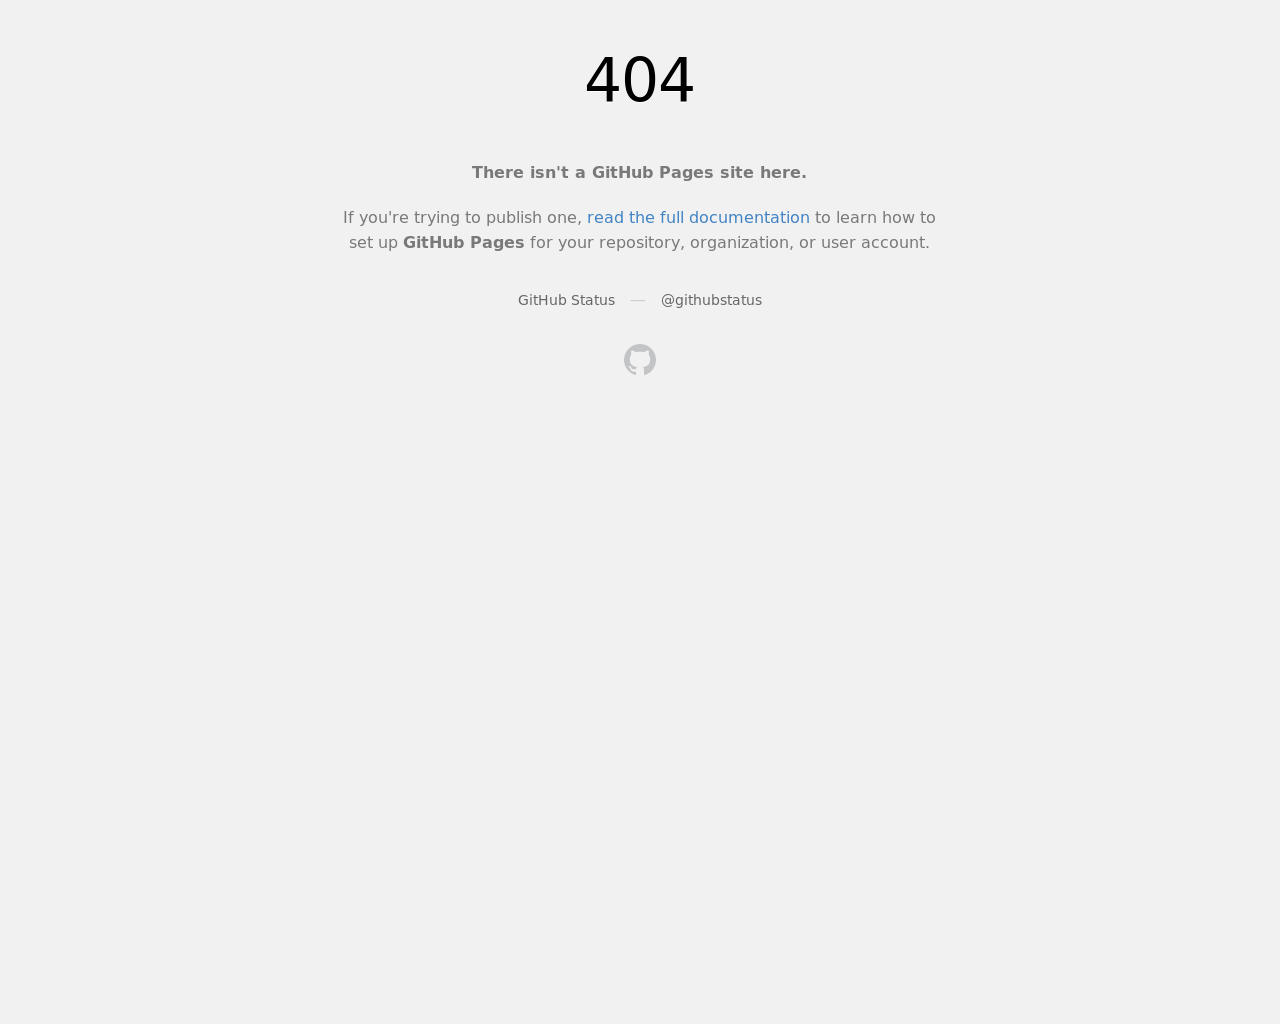 404
There isn't a GitHub Pages site here.
If you're trying to publish one, read the full documentation to learn how to
set up GitHub Pages for your repository, organization, or user account.
GitHub Status — @githubstatus